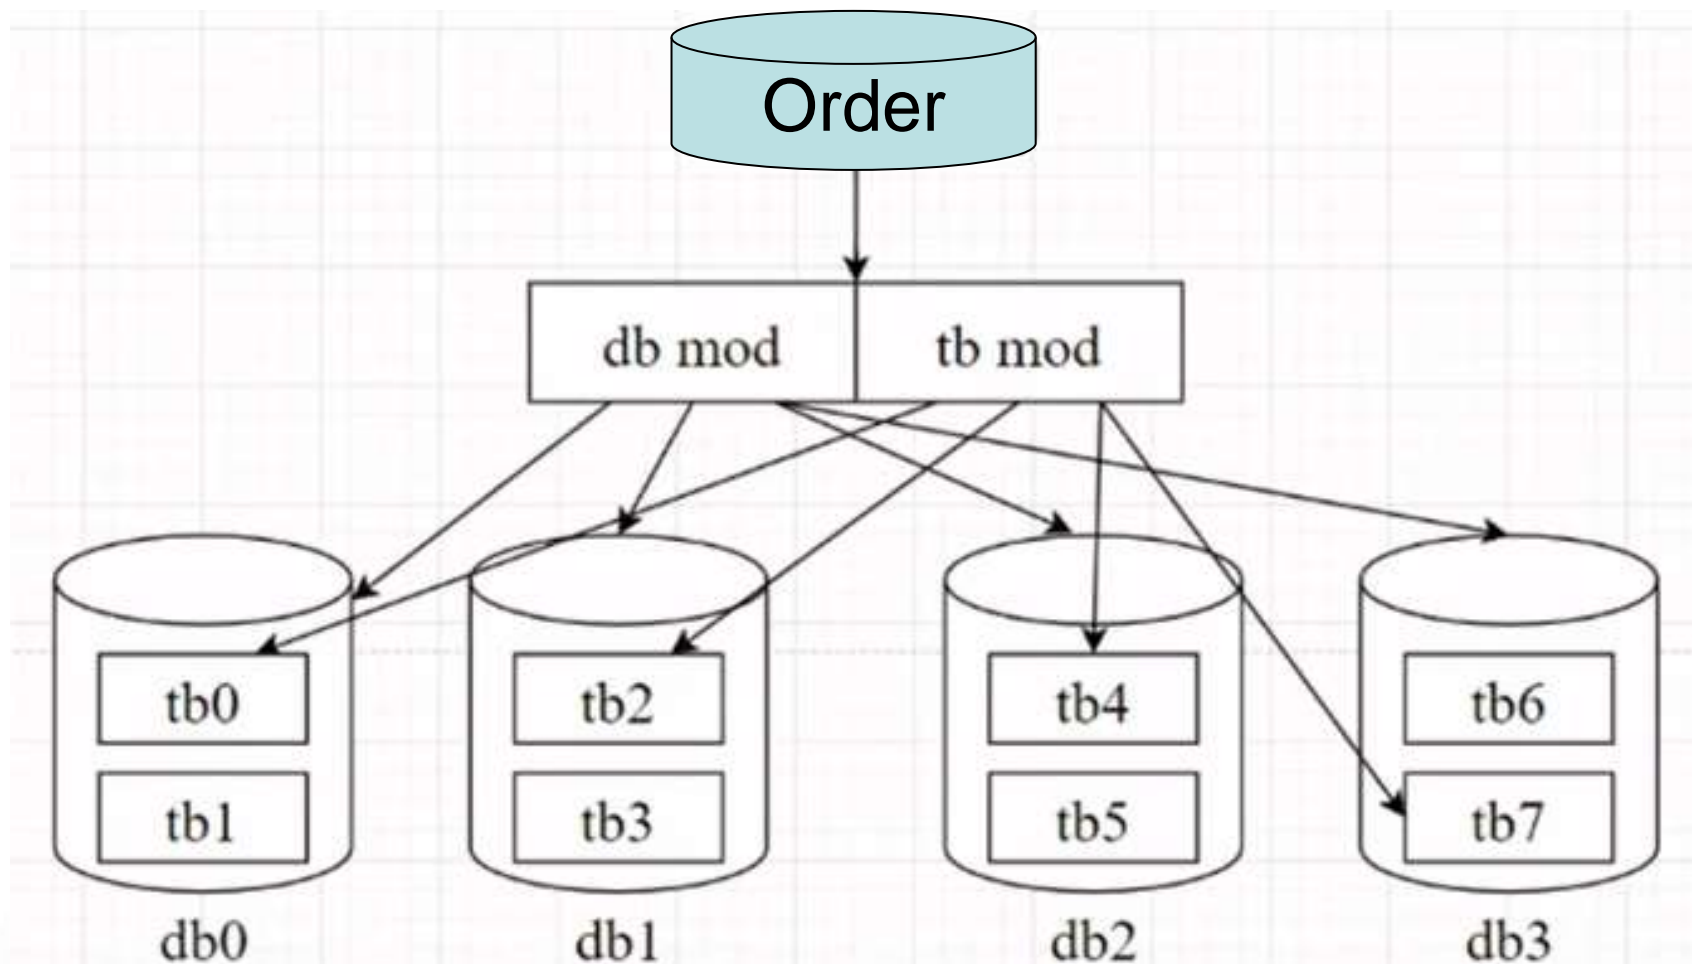 Order
db mod
tb mod
tb0
tb2
tb4
tb6
tb1
tb3
tb5
tb7
db0
db1
db2
db3